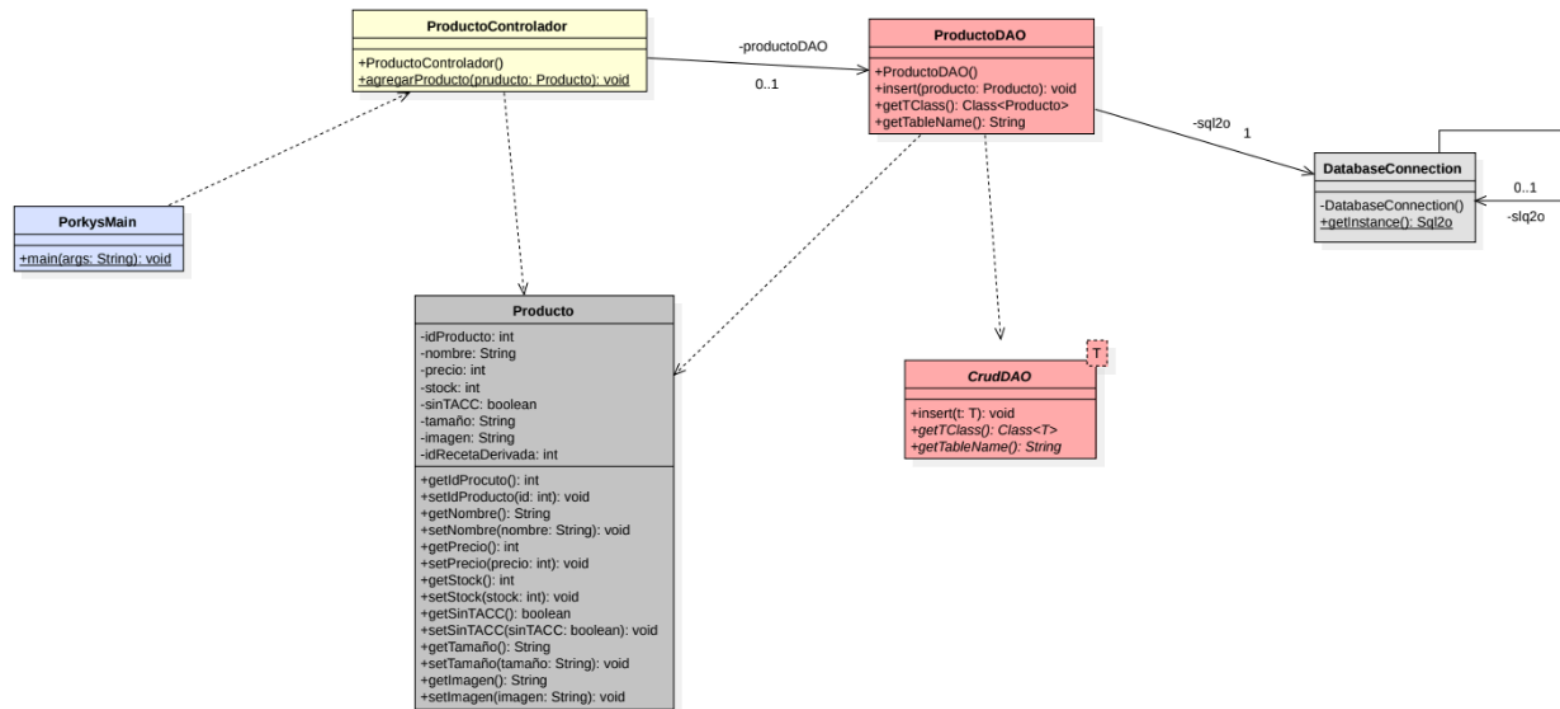 ProductoControlador
+ProductoControlador()
+agregarProducto(pruducto: Producto): void
-productoDAO
0..1
ProductoDAO
+ProductoDAO()
+insert(producto: Producto): void
+getTClass(): Class<Producto>
+getTableName(): String
-sql2o
1
DatabaseConnection
-DatabaseConnection()
+getInstance(): Sql2o
0..1
-slq2o
PorkysMain
+main(args: String): void
Producto
-idProducto: int
-nombre: String
-precio: int
-stock: int
-sinTACC: boolean
-tamaño: String
-imagen: String
-idRecetaDerivada: int
+getIdProcuto(): int
+setIdProducto(id: int): void
+getNombre(): String
+setNombre(nombre: String): void
+getPrecio(): int
+setPrecio(precio: int): void
+getStock(): int
+setStock(stock: int): void
+getSinTACC(): boolean
+setSinTACC(sinTACC: boolean): void
+getTamaño(): String
+setTamaño(tamaño: String): void
+getImagen(): String
+setImagen(imagen: String): void
T
CrudDAO
+insert(t: T): void
+getTClass(): Class<T>
+getTableName(): String